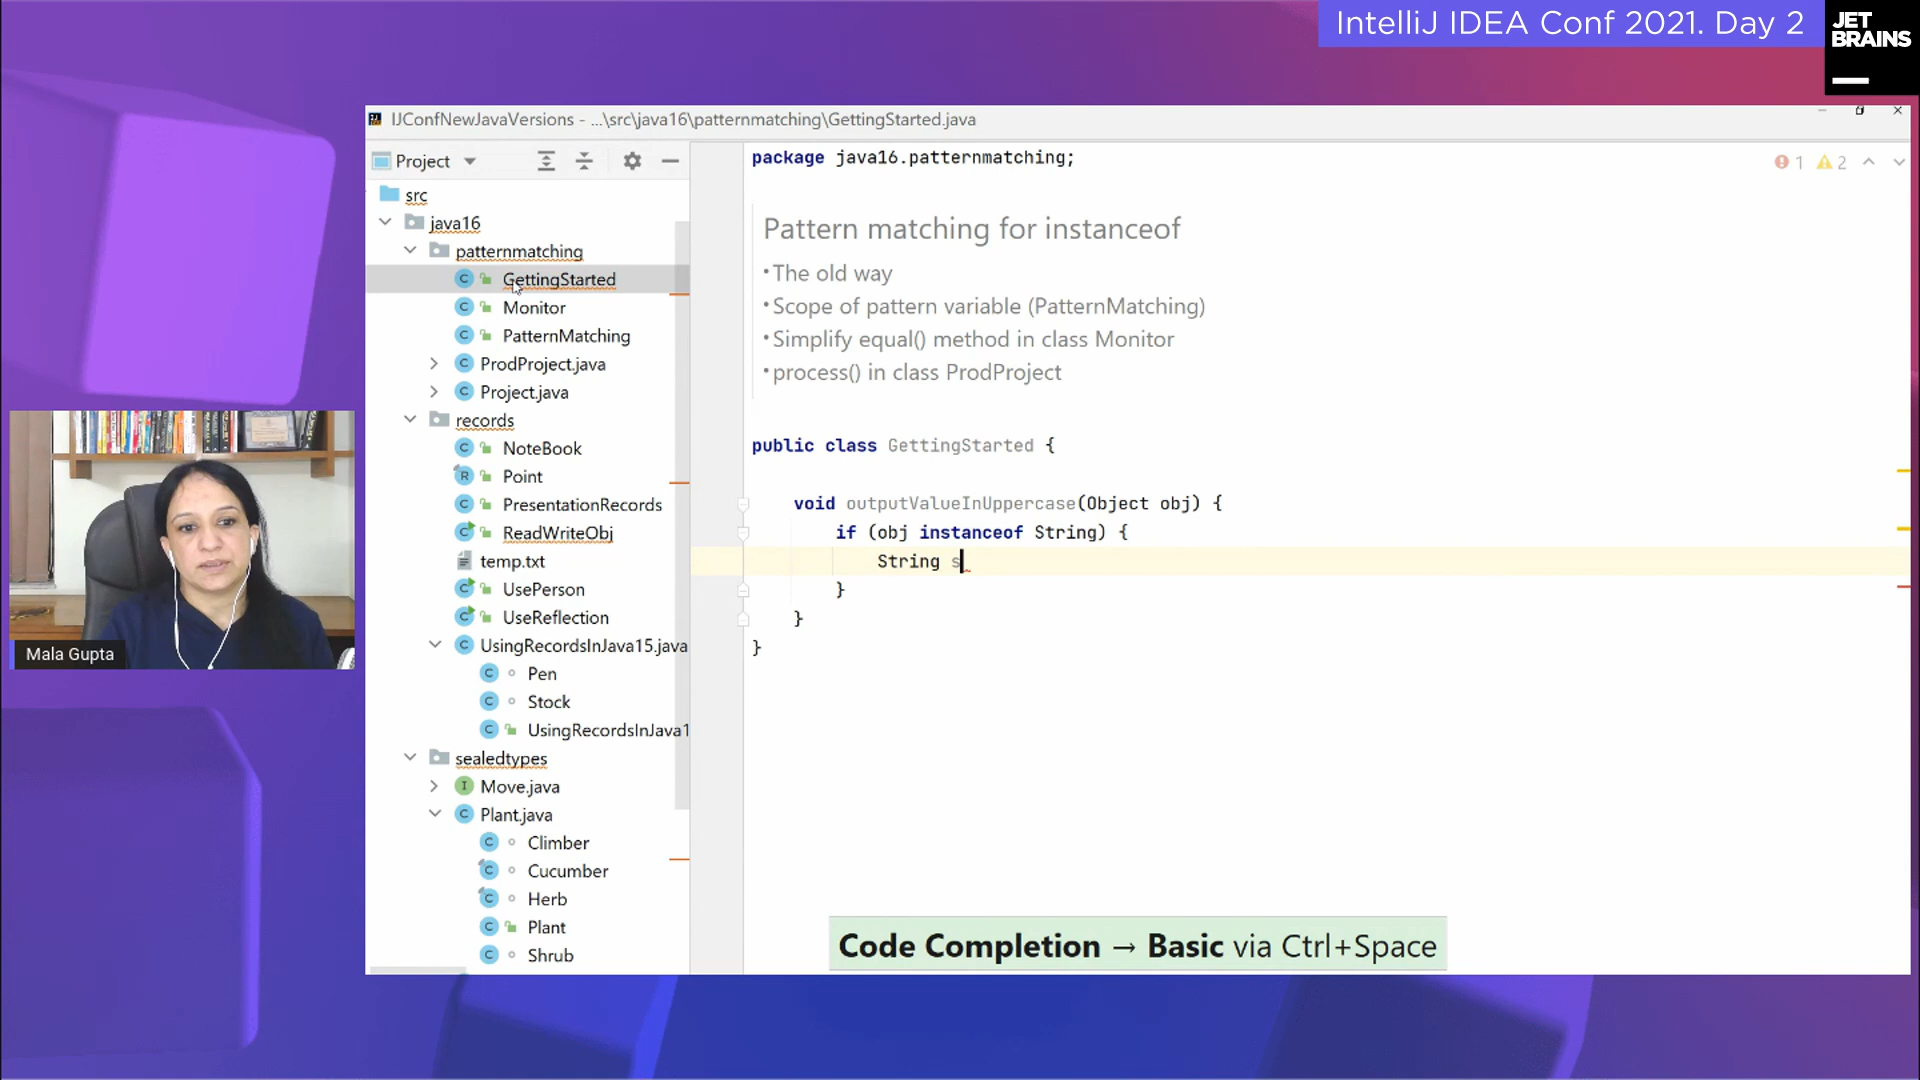 IntelliJ IDEA Conf 2021. Day 2
JET
BRAINS
IJConfNewJavaVersions - ...\src\java16\patternmatching\GettingStarted.java
Project
src
java16
patternmatching
GettingStarted
Monitor
PatternMatching
ProdProject.java
Project.java
records
NoteBook
Point
PresentationRecords
ReadWriteObj
temp.txt
UsePerson
UseReflection
UsingRecordsInJava15.java
Pen
Stock
UsingRecordsInJava1
sealedtypes
Move.java
Plant.java
Climber
Cucumber
Herb
Plant
Shrub
package java16.patternmatching;
1 2
Pattern matching for instanceof
•The old way
•Scope of pattern variable (PatternMatching)
•Simplify equal() method in class Monitor
•process() in class ProdProject
public class GettingStarted {
void outputValueInUppercase(Object obj) {
if (obj instanceof String) {
String s
}
}
}
Code Completion → Basic via Ctrl+Space
Mala Gupta